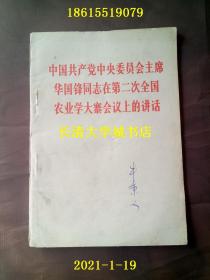 18615519079
中国共产党中央委员会主席
华国锋同志在第二次全国
农业学大寨会议上的讲话
长清大学城书店
2021-1-19